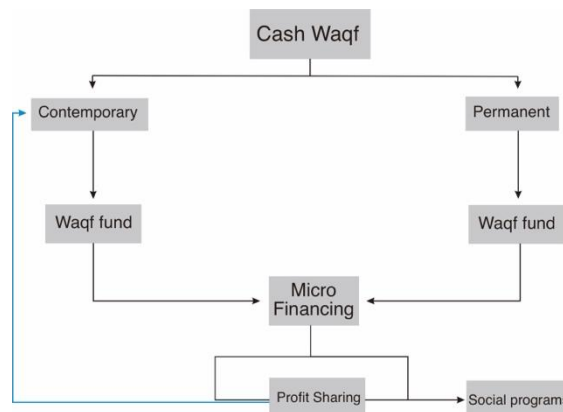 Cash Waqf
Contemporary
Permanent
Waqf fund
Waqf fund
Micro
Financing
Profit Sharing
Social program